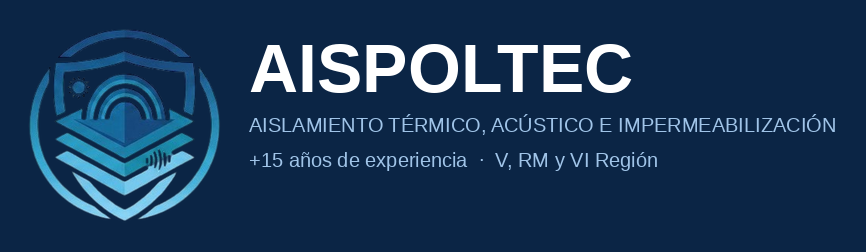 AISPOLTEC
AISLAMIENTO TÉRMICO, ACÚSTICO E IMPERMEABILIZACIÓN
+15 años de experiencia · V, RM y VI Región